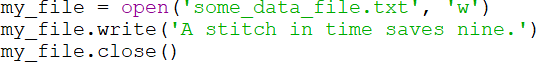 my_file = open('some_data_file.txt', 'w')
my_file.write('A stitch in time saves nine.')
my_file.close()